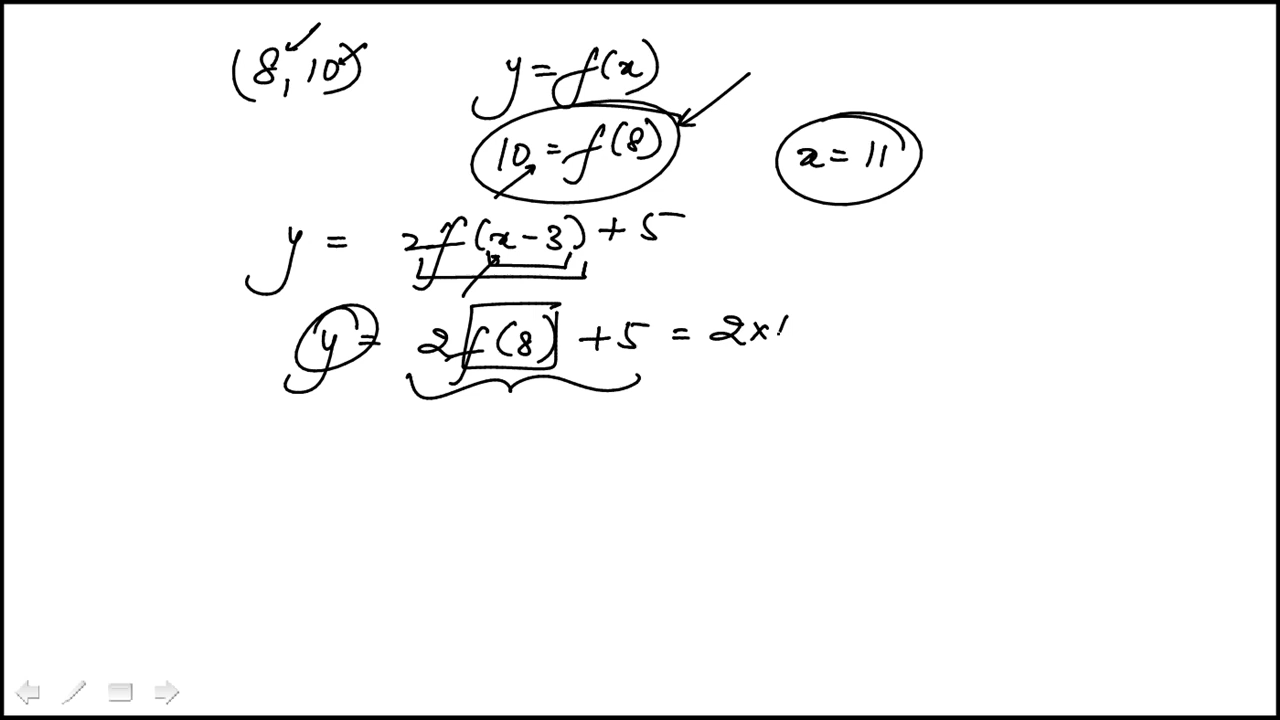 (8, 10)
y = f(x)
10 = f(8)
x = 11
y = 2f(x-3) + 5
y = 2f(8) + 5 = 2×